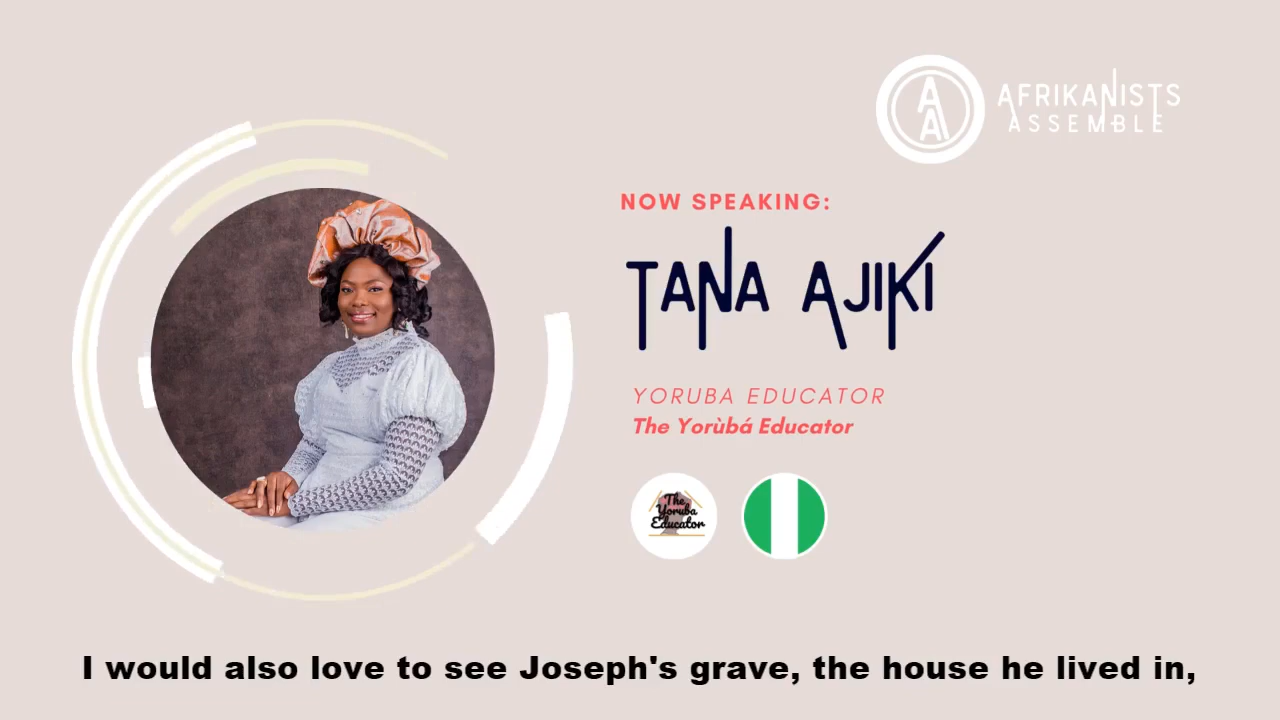 AFRIKANISTS
ASSEMBLE
AA
NOW SPEAKING:
TANA AJIKI
YORUBA EDUCATOR
The Yorùbá Educator
The
Yoruba
Educator
I would also love to see Joseph's grave, the house he lived in,